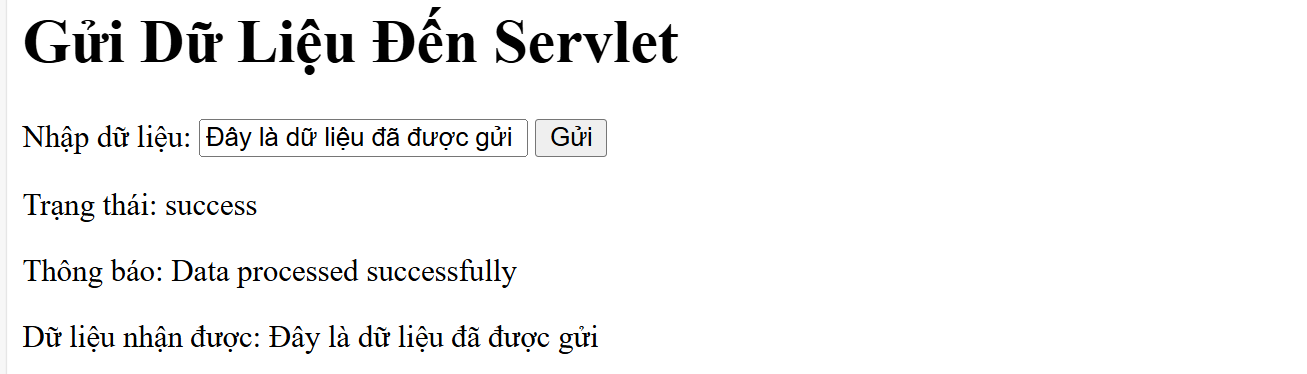 Gửi Dữ Liệu Đến Servlet
Nhập dữ liệu: Đây là dữ liệu đã được gửi Gửi
Trạng thái: success
Thông báo: Data processed successfully
Dữ liệu nhận được: Đây là dữ liệu đã được gửi